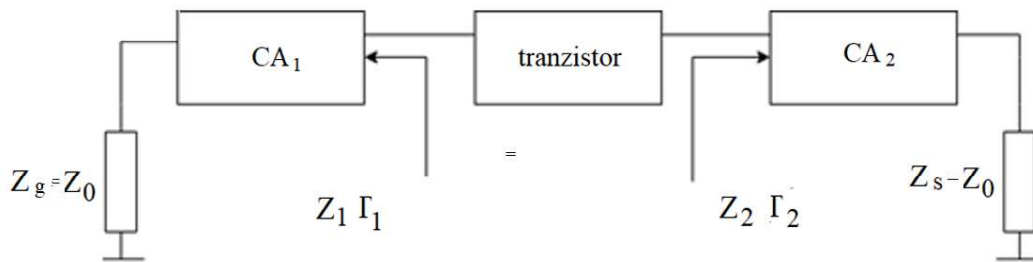 CA1
tranzistor
CA2
=
Zg=Z0
Z1 Γ1
Z2 Γ2
Zs–Z0